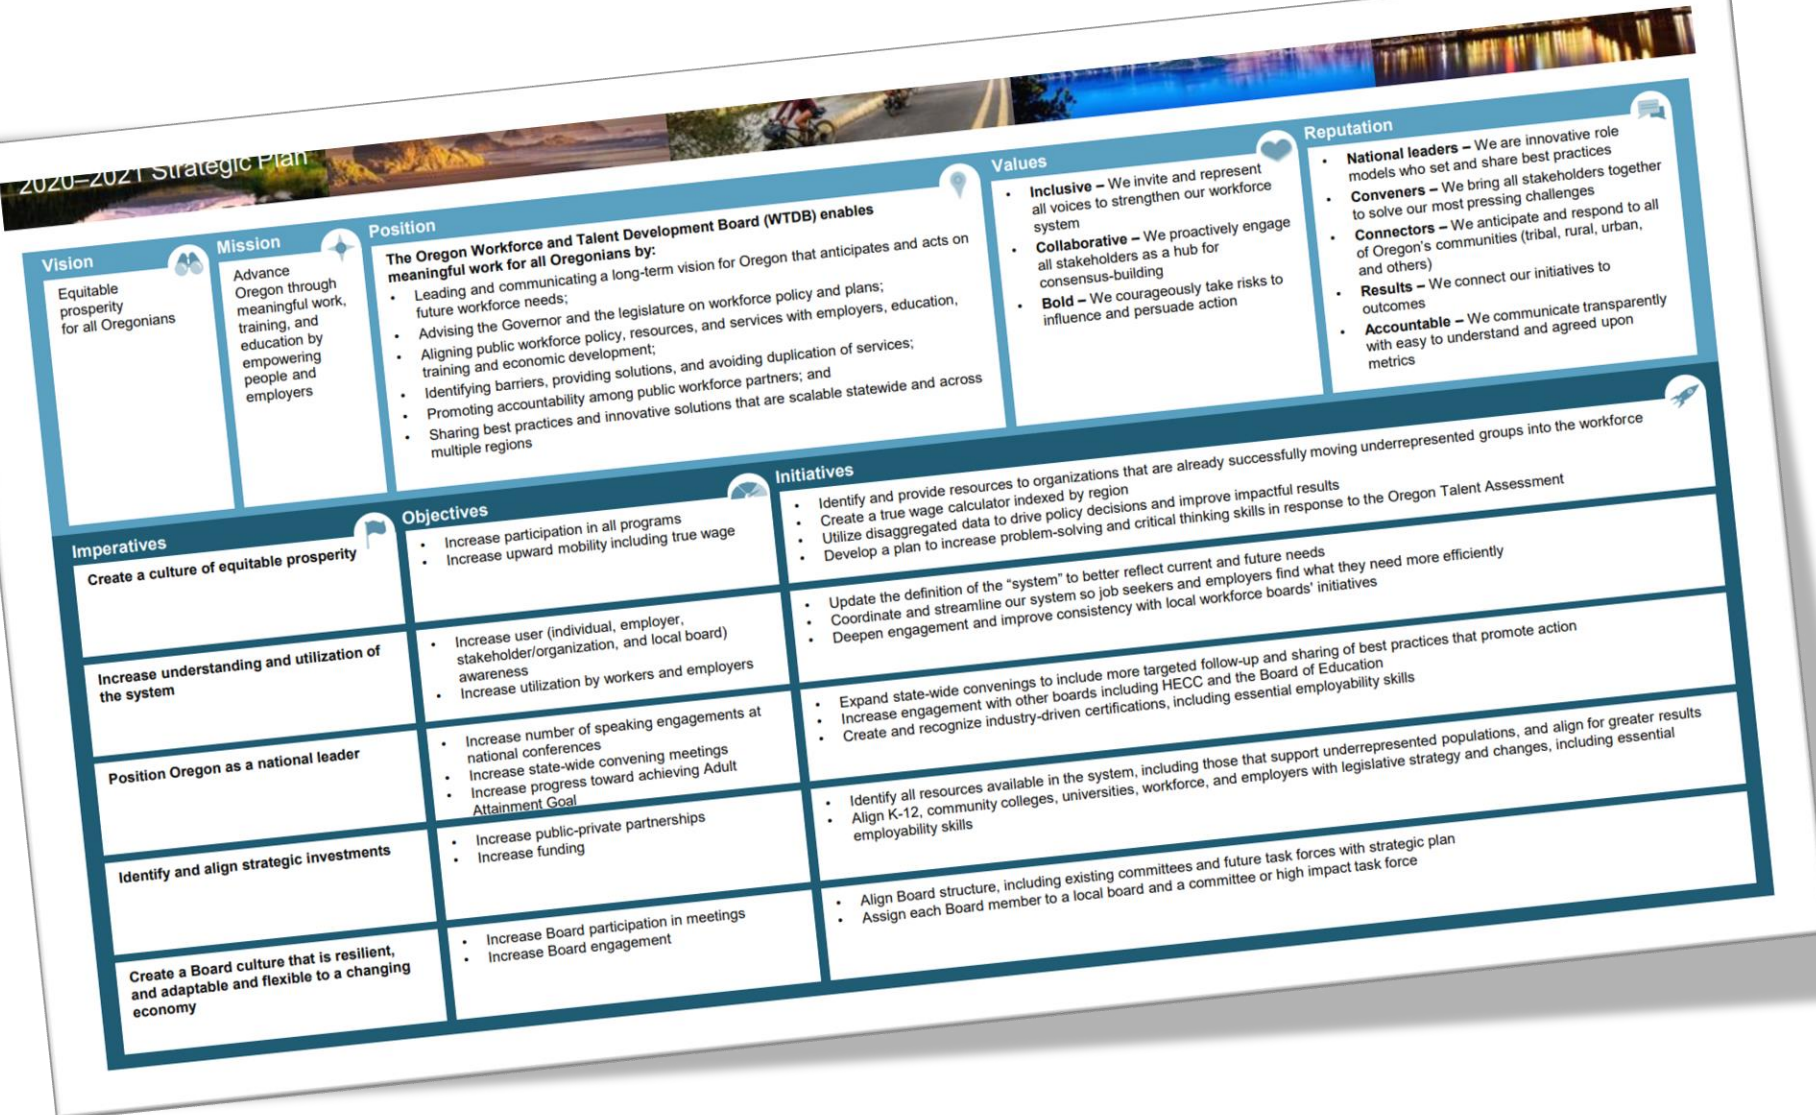 2020–2021 Strategic Plan
Vision
Equitable
prosperity
for all Oregonians
Mission
Advance
Oregon through
meaningful work,
training, and
education by
empowering
people and
employers
Position
The Oregon Workforce and Talent Development Board (WTDB) enables
meaningful work for all Oregonians by:
• Leading and communicating a long-term vision for Oregon that anticipates and acts on
future workforce needs;
• Advising the Governor and the legislature on workforce policy and plans;
• Aligning public workforce policy, resources, and services with employers, education,
training and economic development;
• Identifying barriers, providing solutions, and avoiding duplication of services;
• Promoting accountability among public workforce partners; and
• Sharing best practices and innovative solutions that are scalable statewide and across
multiple regions
Values
• Inclusive – We invite and represent
all voices to strengthen our workforce
system
• Collaborative – We proactively engage
all stakeholders as a hub for
consensus-building
• Bold – We courageously take risks to
influence and persuade action
Reputation
• National leaders – We are innovative role
models who set and share best practices
• Conveners – We bring all stakeholders together
to solve our most pressing challenges
• Connectors – We anticipate and respond to all
of Oregon's communities (tribal, rural, urban,
and others)
• Results – We connect our initiatives to
outcomes
• Accountable – We communicate transparently
with easy to understand and agreed upon
metrics
Imperatives
Objectives
Initiatives
Create a culture of equitable prosperity
• Increase participation in all programs
• Increase upward mobility including true wage
• Identify and provide resources to organizations that are already successfully moving underrepresented groups into the workforce
• Create a true wage calculator indexed by region
• Utilize disaggregated data to drive policy decisions and improve impactful results
• Develop a plan to increase problem-solving and critical thinking skills in response to the Oregon Talent Assessment
Increase understanding and utilization of
the system
• Increase user (individual, employer,
stakeholder/organization, and local board)
awareness
• Increase utilization by workers and employers
• Update the definition of the “system” to better reflect current and future needs
• Coordinate and streamline our system so job seekers and employers find what they need more efficiently
• Deepen engagement and improve consistency with local workforce boards’ initiatives
Position Oregon as a national leader
• Increase number of speaking engagements at
national conferences
• Increase state-wide convening meetings
• Increase progress toward achieving Adult
Attainment Goal
• Expand state-wide convenings to include more targeted follow-up and sharing of best practices that promote action
• Increase engagement with other boards including HECC and the Board of Education
• Create and recognize industry-driven certifications, including essential employability skills
Identify and align strategic investments
• Increase public-private partnerships
• Increase funding
• Identify all resources available in the system, including those that support underrepresented populations, and align for greater results
• Align K-12, community colleges, universities, workforce, and employers with legislative strategy and changes, including essential
employability skills
Create a Board culture that is resilient,
and adaptable and flexible to a changing
economy
• Increase Board participation in meetings
• Increase Board engagement
• Align Board structure, including existing committees and future task forces with strategic plan
• Assign each Board member to a local board and a committee or high impact task force